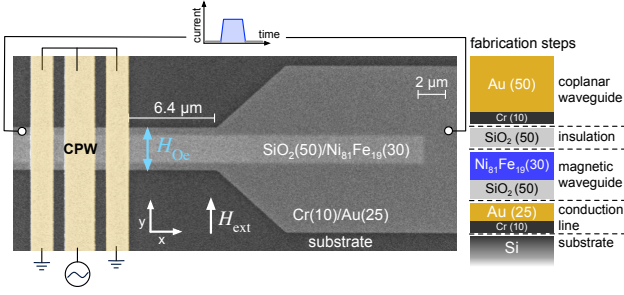 current
time
fabrication steps
6.4 µm
2 µm
CPW
H_Oe
SiO₂(50)/Ni₈₁Fe₁₉(30)
y
x
H_ext
Cr(10)/Au(25)
substrate
Au (50)
Cr (10)
coplanar
waveguide
SiO₂ (50)
insulation
Ni₈₁Fe₁₉(30)
SiO₂ (50)
magnetic
waveguide
Au (25)
Cr (10)
conduction
line
Si
substrate